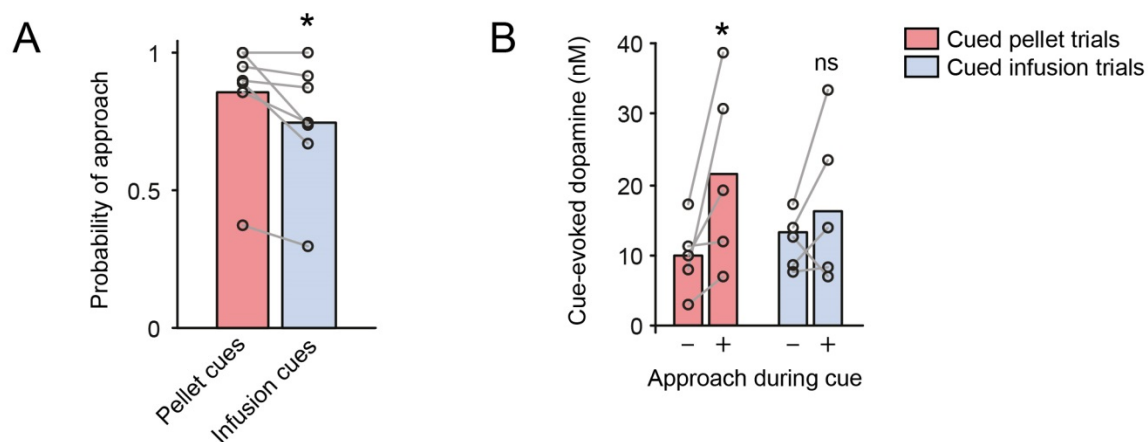 A
*
Probability of approach
1
0.5
0
Pellet cues
Infusion cues
B
*
ns
Cue-evoked dopamine (nM)
40
30
20
10
0
− + − +
Approach during cue
Cued pellet trials
Cued infusion trials